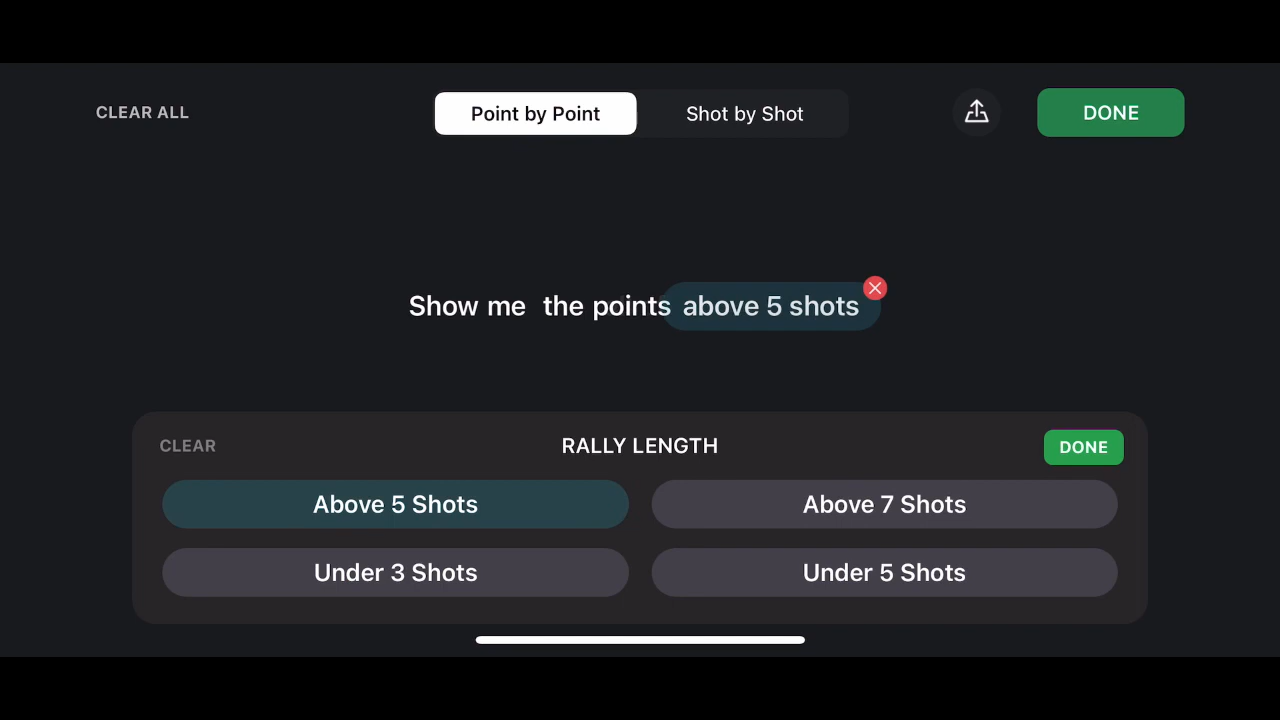 CLEAR ALL
Point by Point
Shot by Shot
DONE
Show me the points above 5 shots
CLEAR
RALLY LENGTH
DONE
Above 5 Shots
Above 7 Shots
Under 3 Shots
Under 5 Shots